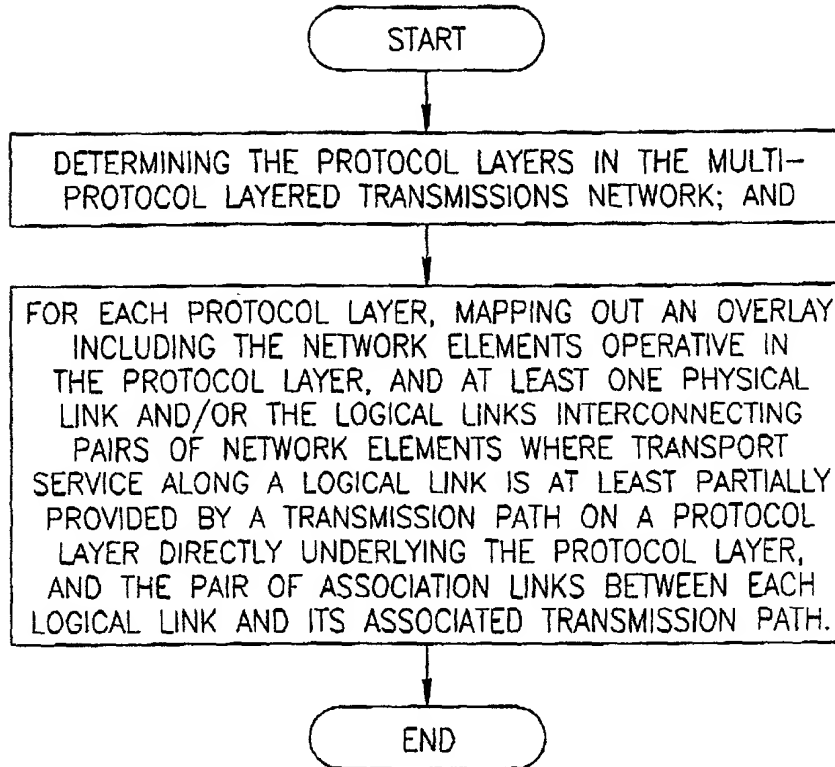 START
DETERMINING THE PROTOCOL LAYERS IN THE MULTI-
PROTOCOL LAYERED TRANSMISSIONS NETWORK; AND
FOR EACH PROTOCOL LAYER, MAPPING OUT AN OVERLAY
INCLUDING THE NETWORK ELEMENTS OPERATIVE IN
THE PROTOCOL LAYER, AND AT LEAST ONE PHYSICAL
LINK AND/OR THE LOGICAL LINKS INTERCONNECTING
PAIRS OF NETWORK ELEMENTS WHERE TRANSPORT
SERVICE ALONG A LOGICAL LINK IS AT LEAST PARTIALLY
PROVIDED BY A TRANSMISSION PATH ON A PROTOCOL
LAYER DIRECTLY UNDERLYING THE PROTOCOL LAYER,
AND THE PAIR OF ASSOCIATION LINKS BETWEEN EACH
LOGICAL LINK AND ITS ASSOCIATED TRANSMISSION PATH.
END